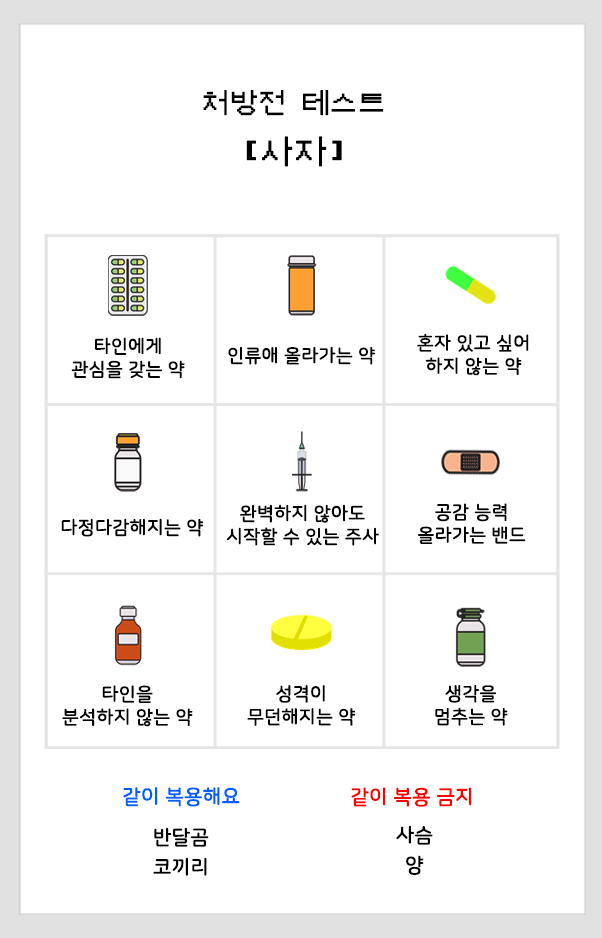 처방전 테스트
[사자]
타인에게
관심을 갖는 약
인류애 올라가는 약
혼자 있고 싶어
하지 않는 약
다정다감해지는 약
완벽하지 않아도
시작할 수 있는 주사
공감 능력
올라가는 밴드
타인을
분석하지 않는 약
성격이
무던해지는 약
생각을
멈추는 약
같이 복용해요
반달곰
코끼리
같이 복용 금지
사슴
양